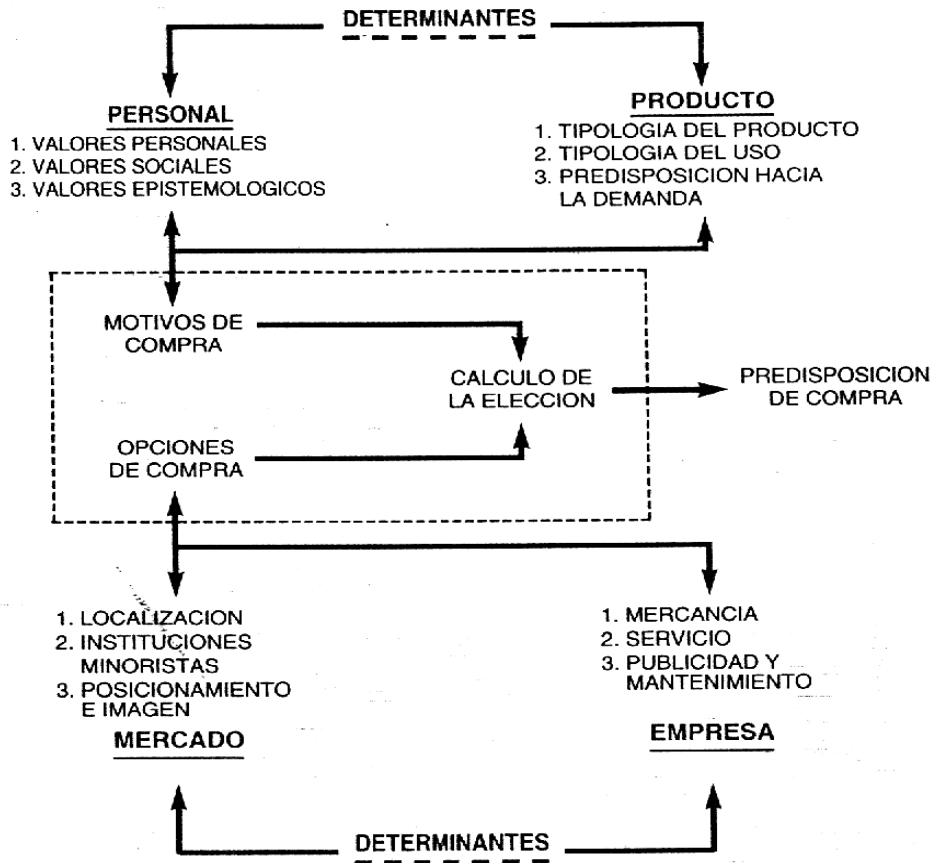 DETERMINANTES
PERSONAL
1. VALORES PERSONALES
2. VALORES SOCIALES
3. VALORES EPISTEMOLOGICOS
PRODUCTO
1. TIPOLOGIA DEL PRODUCTO
2. TIPOLOGIA DEL USO
3. PREDISPOSICION HACIA
LA DEMANDA
MOTIVOS DE
COMPRA
CALCULO DE
LA ELECCION
PREDISPOSICION
DE COMPRA
OPCIONES
DE COMPRA
1. LOCALIZACION
2. INSTITUCIONES
MINORISTAS
3. POSICIONAMIENTO
E IMAGEN
MERCADO
1. MERCANCIA
2. SERVICIO
3. PUBLICIDAD Y
MANTENIMIENTO
EMPRESA
DETERMINANTES